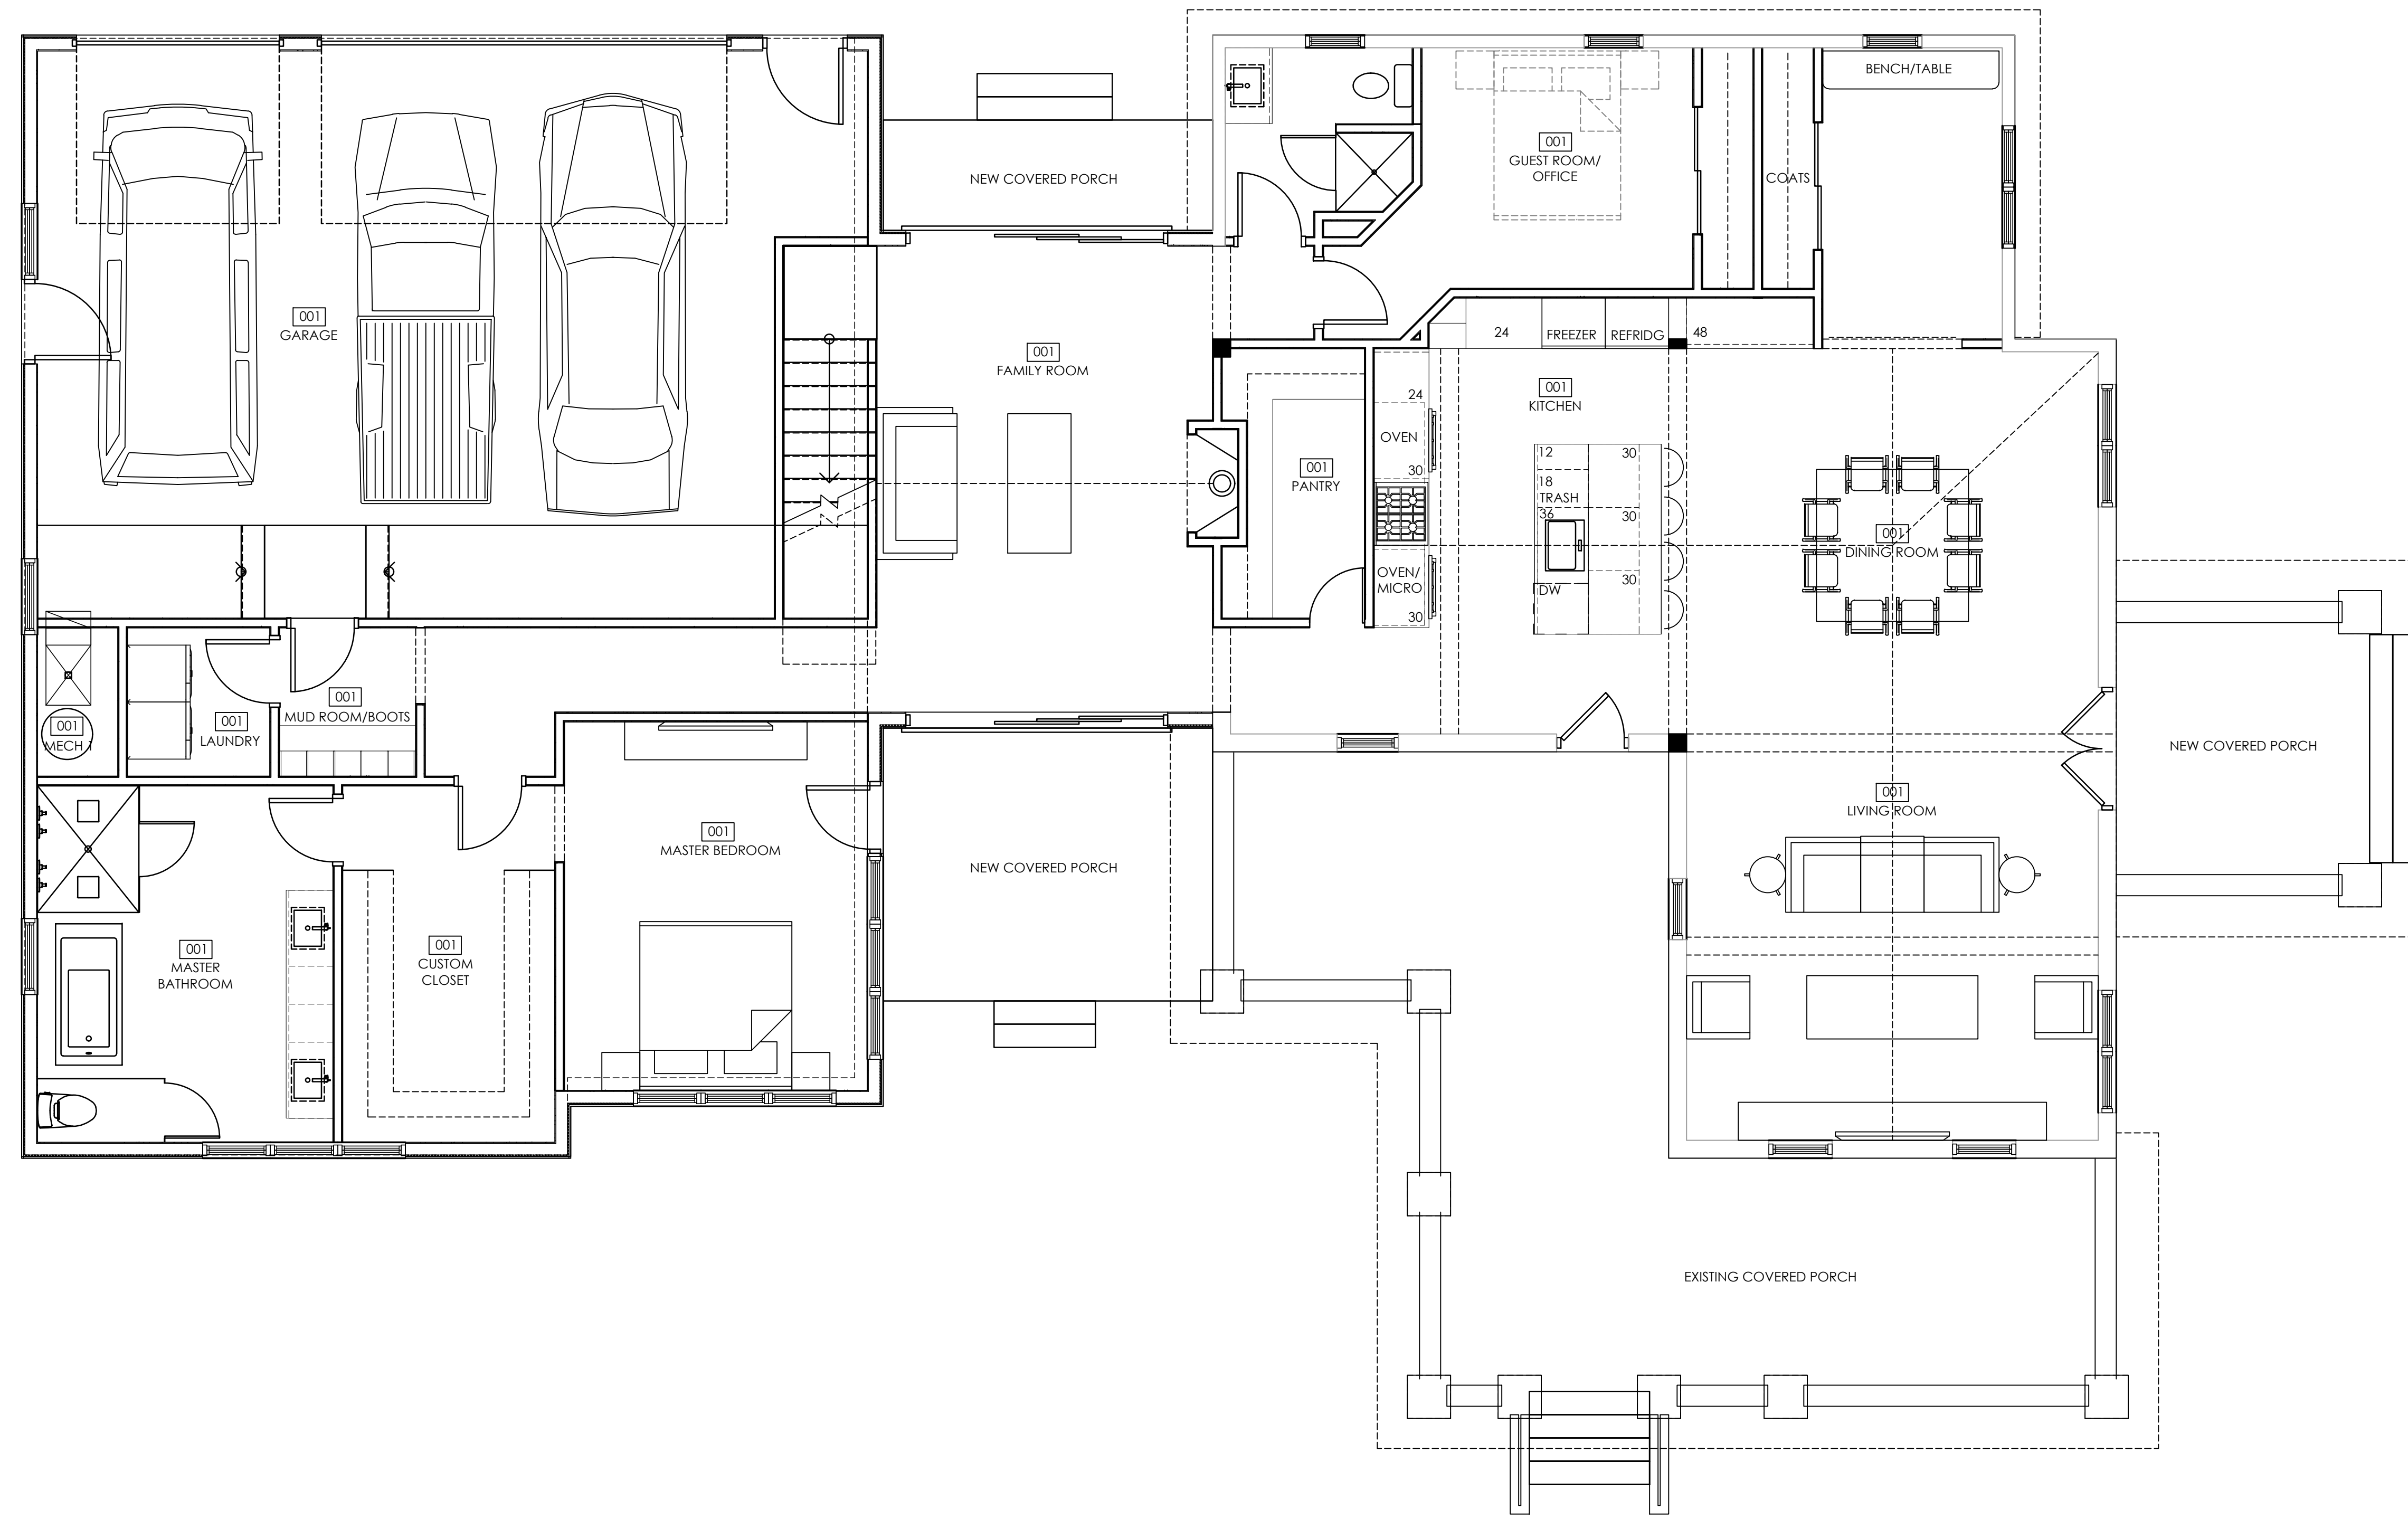 BENCH/TABLE
001
GUEST ROOM/
OFFICE
COATS
NEW COVERED PORCH
001
GARAGE
001
FAMILY ROOM
24
FREEZER
REFRIDG
48
24
OVEN
30
001
KITCHEN
12
30
18
TRASH
36
30
30
DW
001
PANTRY
OVEN/
MICRO
30
001
DINING ROOM
001
MECH 1
001
LAUNDRY
001
MUD ROOM/BOOTS
NEW COVERED PORCH
001
LIVING ROOM
001
MASTER BEDROOM
NEW COVERED PORCH
001
MASTER
BATHROOM
001
CUSTOM
CLOSET
EXISTING COVERED PORCH